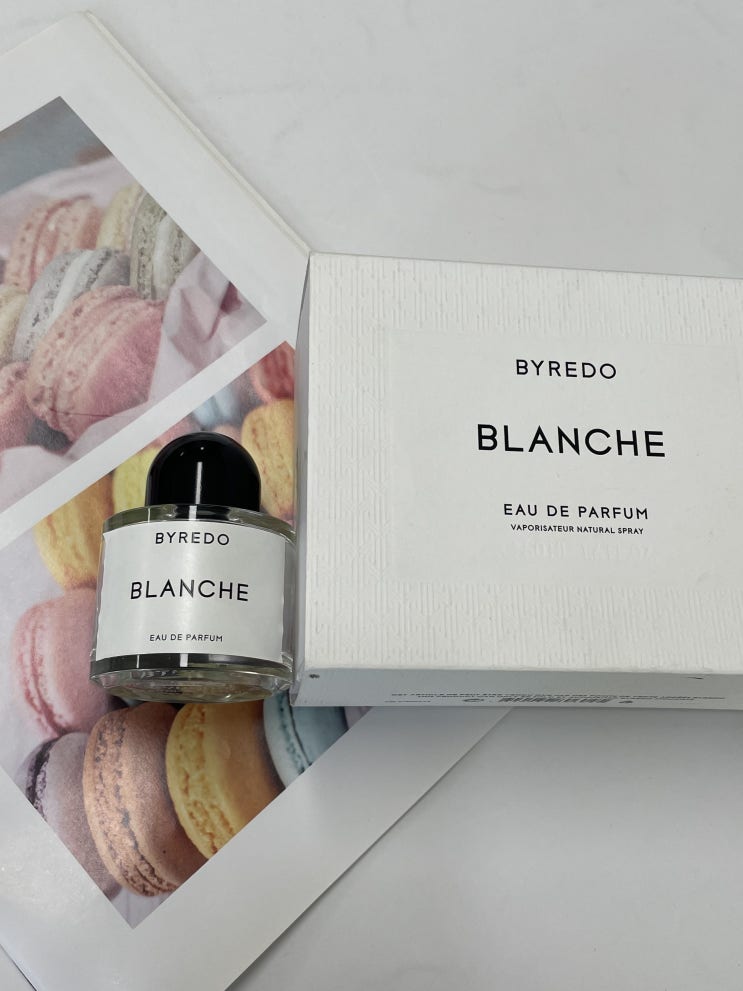 BYREDO
BLANCHE
EAU DE PARFUM
VAPORISATEUR NATURAL SPRAY
BYREDO
BLANCHE
EAU DE PARFUM